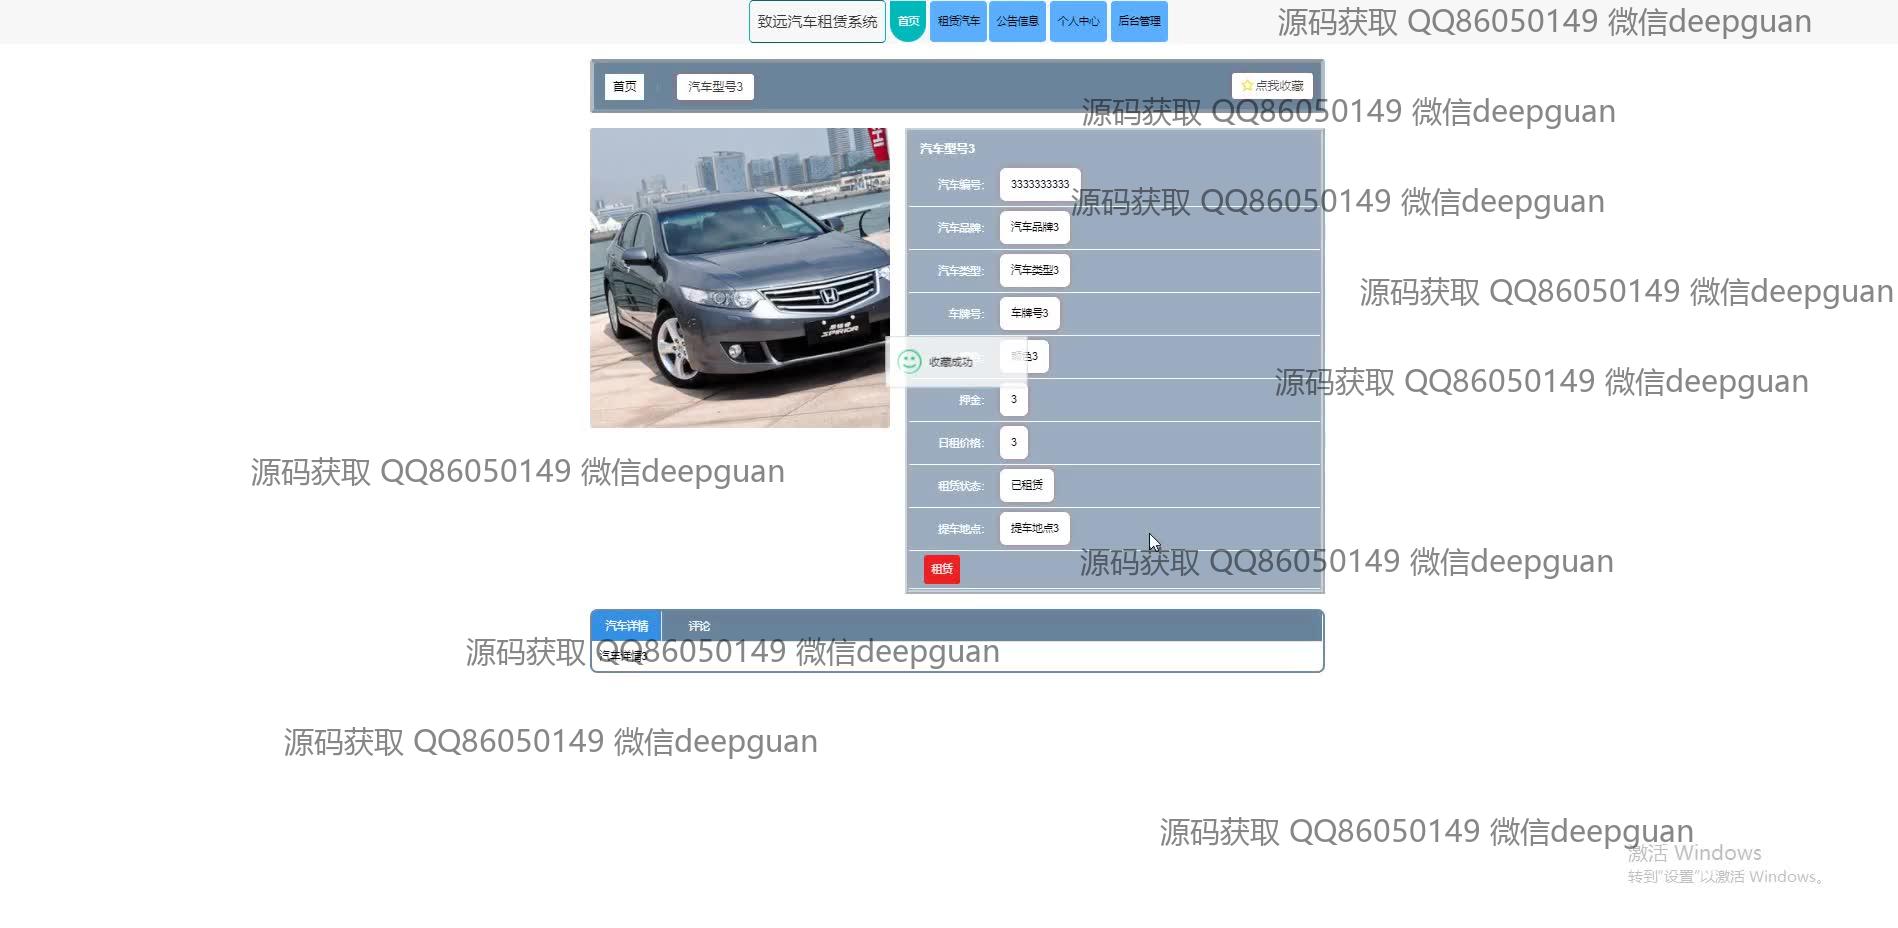 致远汽车租赁系统 首页 租赁汽车 公告信息 个人中心 后台管理
源码获取 QQ86050149 微信deepguan
首页 汽车型号3 点我收藏
源码获取 QQ86050149 微信deepguan
汽车型号3
汽车编号: 3333333333
源码获取 QQ86050149 微信deepguan
汽车品牌: 汽车品牌3
汽车类型: 汽车类型3
源码获取 QQ86050149 微信deepguan
车牌号: 车牌号3
SPIRIOR
收藏成功
颜色3
源码获取 QQ86050149 微信deepguan
押金: 3
日租价格: 3
源码获取 QQ86050149 微信deepguan
租赁状态: 已租赁
提车地点: 提车地点3
源码获取 QQ86050149 微信deepguan
租赁
汽车详情 评论
源码获取 QQ86050149 微信deepguan
汽车详情3
源码获取 QQ86050149 微信deepguan
源码获取 QQ86050149 微信deepguan
激活 Windows
转到"设置"以激活 Windows。